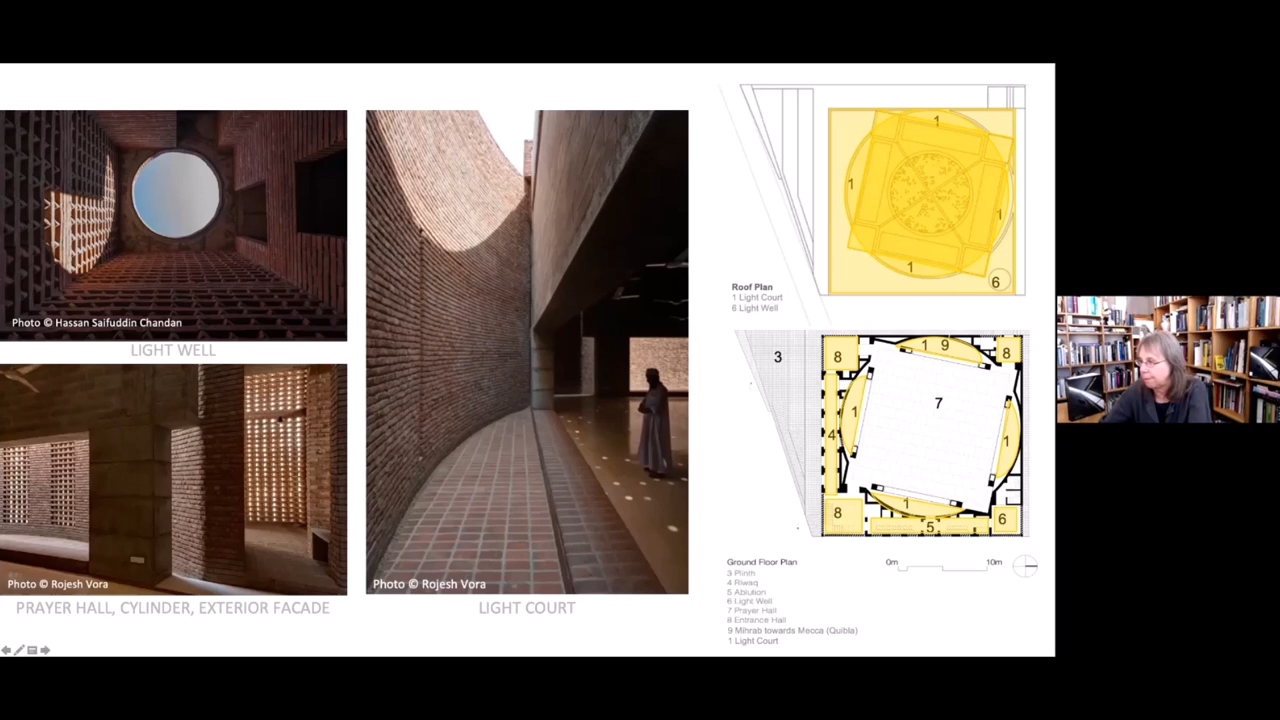 Photo © Hassan Saifuddin Chandan
LIGHT WELL
Photo © Rojesh Vora
PRAYER HALL, CYLINDER, EXTERIOR FACADE
Photo © Rojesh Vora
LIGHT COURT
1
1
1
1
6
Roof Plan
1 Light Court
6 Light Well
3
8
1 9
8
7
4
1
1
8
1
5
6
Ground Floor Plan
0m
10m
3 Plinth
4 Riwaq
5 Ablution
6 Light Well
7 Prayer Hall
8 Entrance Hall
9 Mihrab towards Mecca (Quibla)
1 Light Court